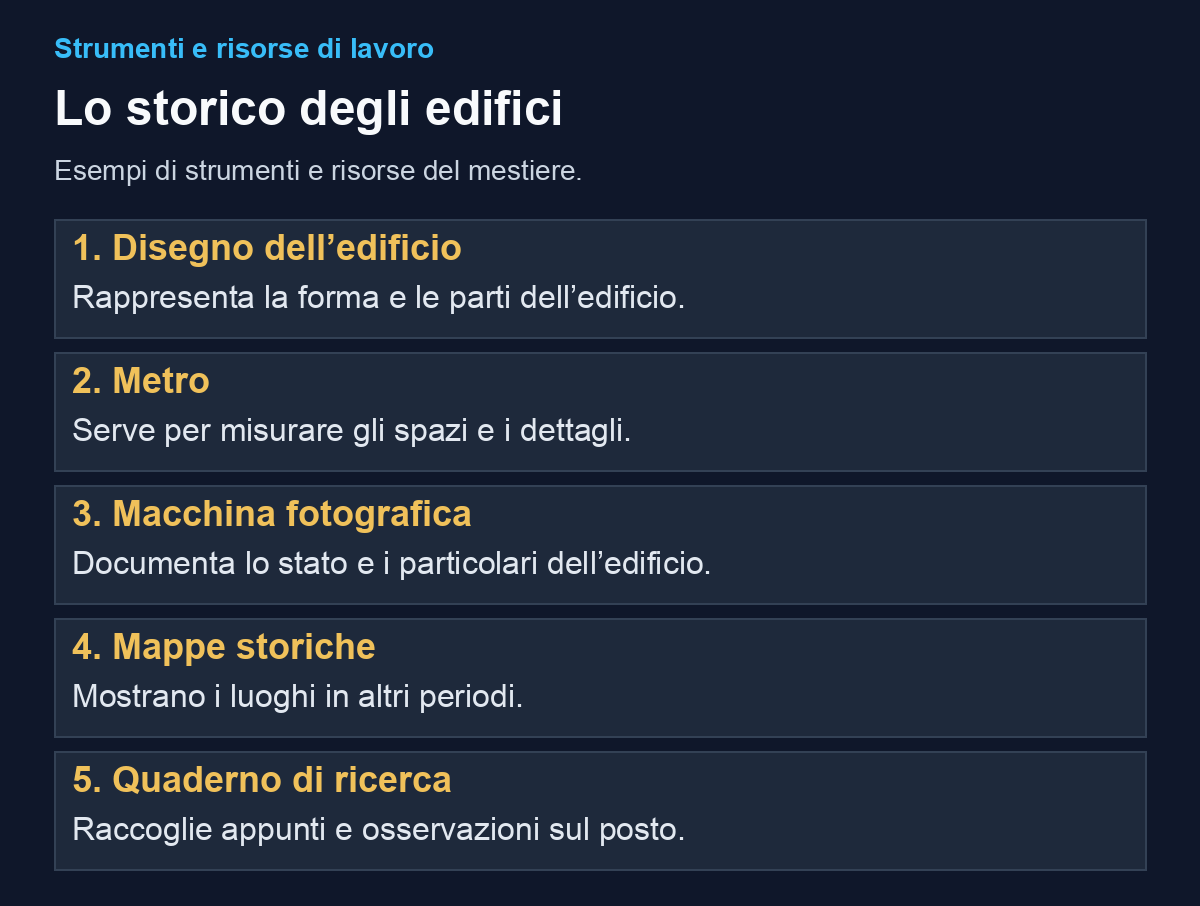 Strumenti e risorse di lavoro
Lo storico degli edifici
Esempi di strumenti e risorse del mestiere.
1. Disegno dell’edificio
Rappresenta la forma e le parti dell’edificio.
2. Metro
Serve per misurare gli spazi e i dettagli.
3. Macchina fotografica
Documenta lo stato e i particolari dell’edificio.
4. Mappe storiche
Mostrano i luoghi in altri periodi.
5. Quaderno di ricerca
Raccoglie appunti e osservazioni sul posto.